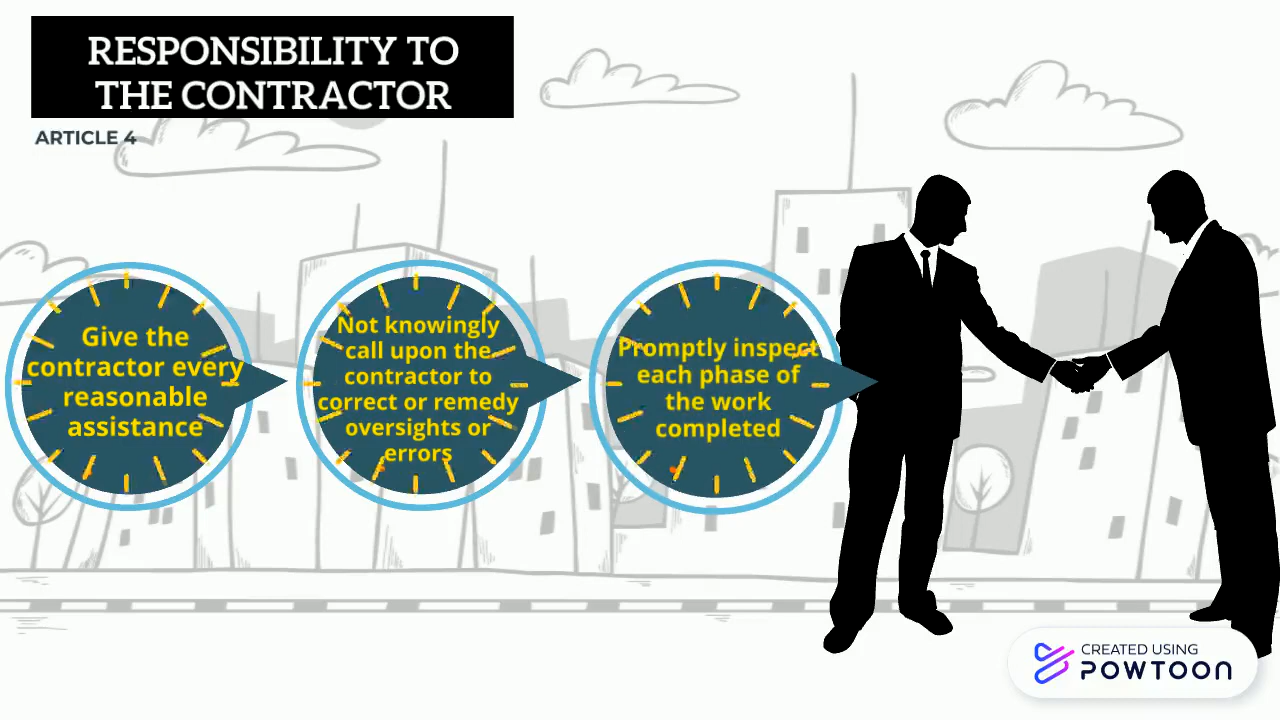 RESPONSIBILITY TO
THE CONTRACTOR
ARTICLE 4
Give the
contractor every
reasonable
assistance
Not knowingly
call upon the
contractor to
correct or remedy
oversights or
errors
Promptly inspect
each phase of
the work
completed
CREATED USING
POWTOON